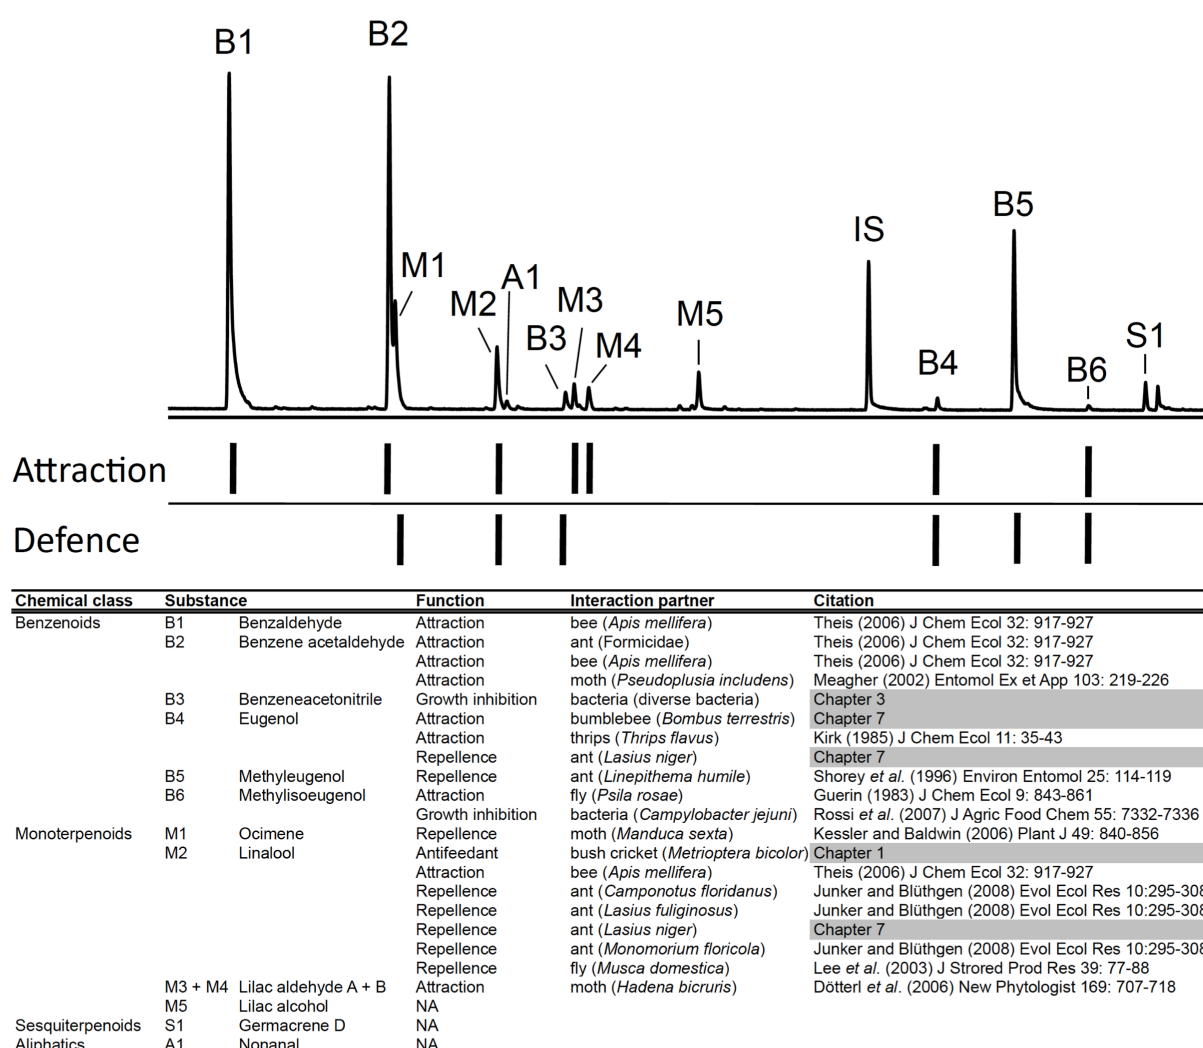 B1
B2
M1
M2
A1
B3
M3
M4
M5
IS
B4
B5
B6
S1
Attraction
Defence
Chemical class Substance Function Interaction partner Citation
Benzenoids B1 Benzaldehyde Attraction bee (Apis mellifera) Theis (2006) J Chem Ecol 32: 917-927
B2 Benzene acetaldehyde Attraction ant (Formicidae) Theis (2006) J Chem Ecol 32: 917-927
Attraction bee (Apis mellifera) Theis (2006) J Chem Ecol 32: 917-927
Attraction moth (Pseudoplusia includens) Meagher (2002) Entomol Ex et App 103: 219-226
B3 Benzeneacetonitrile Growth inhibition bacteria (diverse bacteria) Chapter 3
B4 Eugenol Attraction bumblebee (Bombus terrestris) Chapter 7
Attraction thrips (Thrips flavus) Kirk (1985) J Chem Ecol 11: 35-43
Repellence ant (Lasius niger) Chapter 7
B5 Methyleugenol Repellence ant (Linepithema humile) Shorey et al. (1996) Environ Entomol 25: 114-119
B6 Methylisoeugenol Attraction fly (Psila rosae) Guerin (1983) J Chem Ecol 9: 843-861
Growth inhibition bacteria (Campylobacter jejuni) Rossi et al. (2007) J Agric Food Chem 55: 7332-7336
Monoterpenoids M1 Ocimene Repellence moth (Manduca sexta) Kessler and Baldwin (2006) Plant J 49: 840-856
M2 Linalool Antifeedant bush cricket (Metrioptera bicolor) Chapter 1
Attraction bee (Apis mellifera) Theis (2006) J Chem Ecol 32: 917-927
Repellence ant (Camponotus floridanus) Junker and Blüthgen (2008) Evol Ecol Res 10:295-308
Repellence ant (Lasius fuliginosus) Junker and Blüthgen (2008) Evol Ecol Res 10:295-308
Repellence ant (Lasius niger) Chapter 7
Repellence ant (Monomorium floricola) Junker and Blüthgen (2008) Evol Ecol Res 10:295-308
Repellence fly (Musca domestica) Lee et al. (2003) J Strored Prod Res 39: 77-88
M3 + M4 Lilac aldehyde A + B Attraction moth (Hadena bicruris) Dötterl et al. (2006) New Phytologist 169: 707-718
M5 Lilac alcohol NA
Sesquiterpenoids S1 Germacrene D NA
Aliphatics A1 Nonanal NA